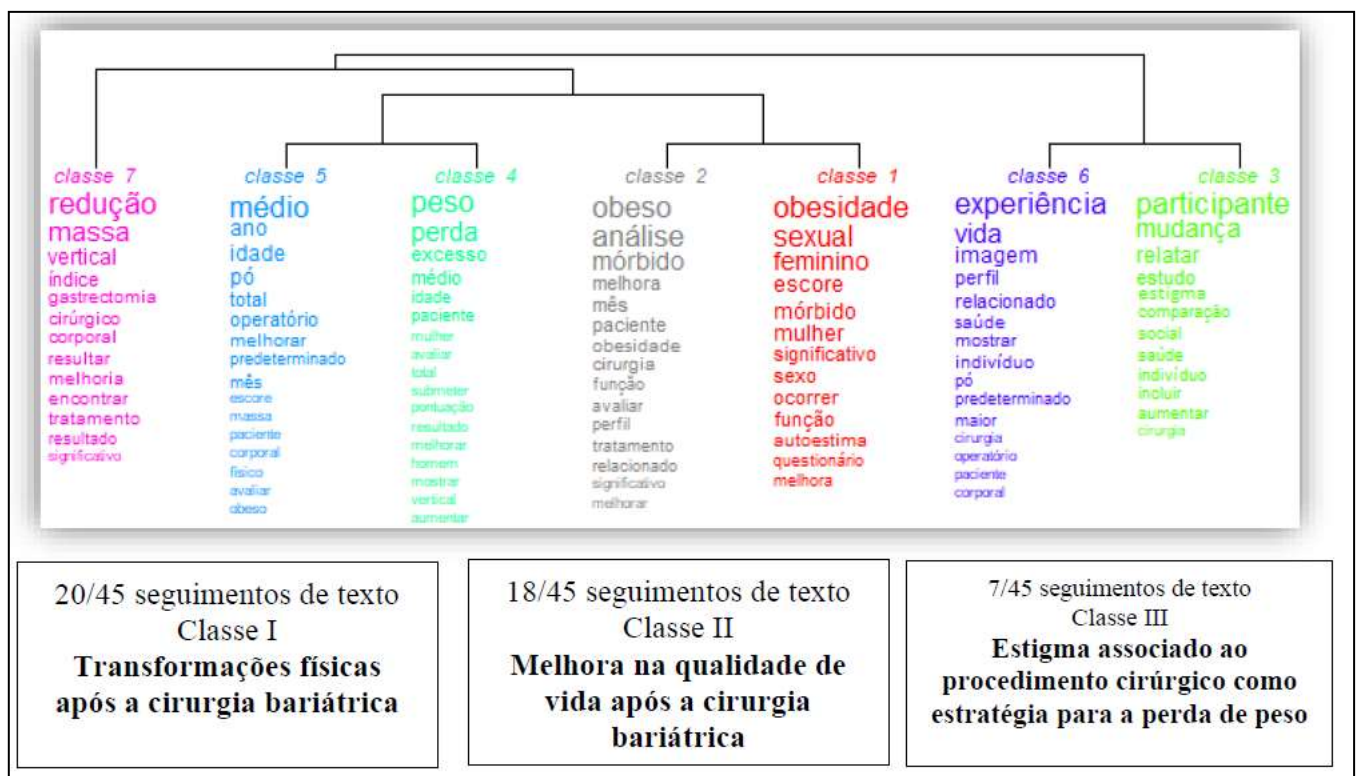 classe 7
redução
massa
vertical
índice
gastrectomia
cirúrgico
corporal
resultar
melhoria
encontrar
tratamento
resultado
significativo
classe 5
médio
ano
idade
pó
total
operatório
melhorar
predeterminado
mês
escore
massa
paciente
corporal
físico
avaliar
obeso
classe 4
peso
perda
excesso
médio
idade
paciente
mulher
avaliar
total
submeter
pontuação
resultado
melhorar
homem
mostrar
vertical
aumentar
classe 2
obeso
análise
mórbido
melhora
mês
paciente
obesidade
cirurgia
função
avaliar
perfil
tratamento
relacionado
significativo
melhorar
classe 1
obesidade
sexual
feminino
escore
mórbido
mulher
significativo
sexo
ocorrer
função
autoestima
questionário
melhora
classe 6
experiência
vida
imagem
perfil
relacionado
saúde
mostrar
indivíduo
pó
predeterminado
maior
cirurgia
operatório
paciente
corporal
classe 3
participante
mudança
relatar
estudo
estigma
comparação
social
saúde
indivíduo
incluir
aumentar
cirurgia
20/45 seguimentos de texto
Classe I
Transformações físicas
após a cirurgia bariátrica
18/45 seguimentos de texto
Classe II
Melhora na qualidade de
vida após a cirurgia
bariátrica
7/45 seguimentos de texto
Classe III
Estigma associado ao
procedimento cirúrgico como
estratégia para a perda de peso